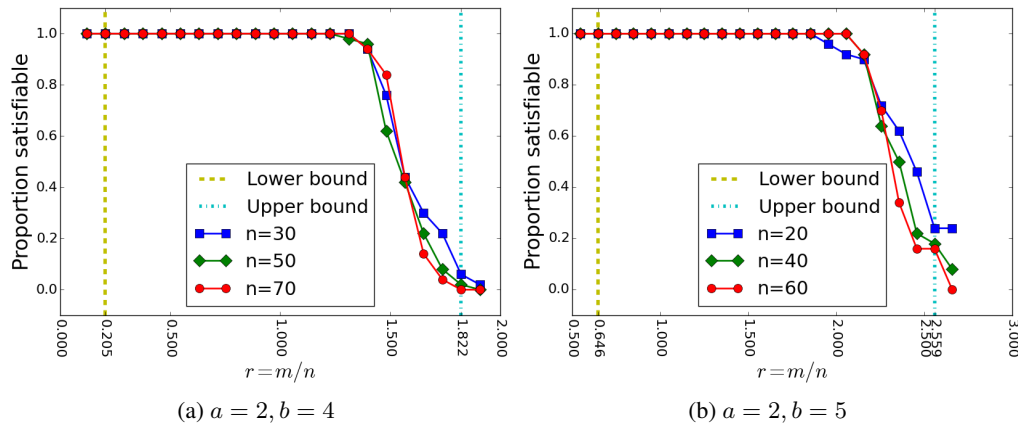 Proportion satisfiable
1.0
0.8
0.6
0.4
0.2
0.0
Lower bound
Upper bound
n=30
n=50
n=70
0.000
0.205
0.500
1.000
1.500
1.822
2.000
r=m/n
(a) a = 2, b = 4
Proportion satisfiable
1.0
0.8
0.6
0.4
0.2
0.0
Lower bound
Upper bound
n=20
n=40
n=60
0.500
0.646
1.000
1.500
2.000
2.500
2.559
3.000
r=m/n
(b) a = 2, b = 5